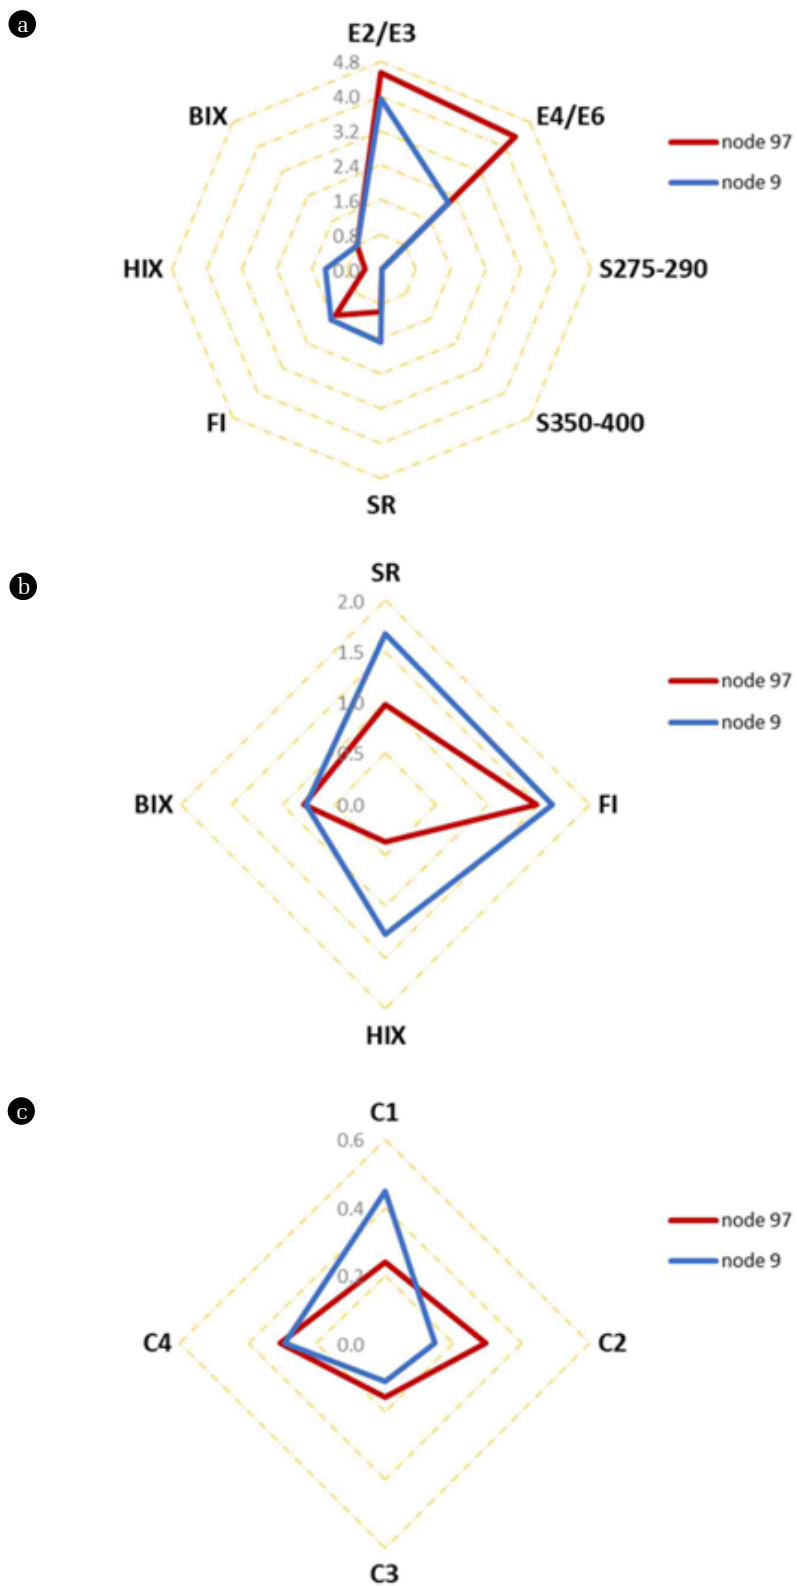 a
E2/E3
4.8
4.0
3.2
2.4
1.6
0.8
0.0
BIX
E4/E6
HIX
S275-290
FI
S350-400
SR
node 97
node 9
b
SR
2.0
1.5
1.0
0.5
0.0
BIX
FI
HIX
node 97
node 9
c
C1
0.6
0.4
0.2
0.0
C4
C2
C3
node 97
node 9